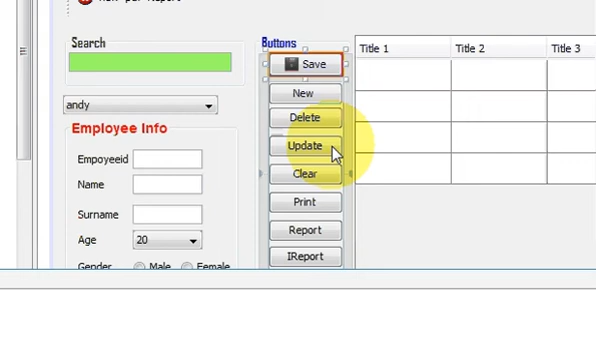 Search
andy
Employee Info
Empoyeeid
Name
Surname
Age
20
Gender
Male
Female
Buttons
Save
New
Delete
Update
Clear
Print
Report
IReport
Title 1
Title 2
Title 3